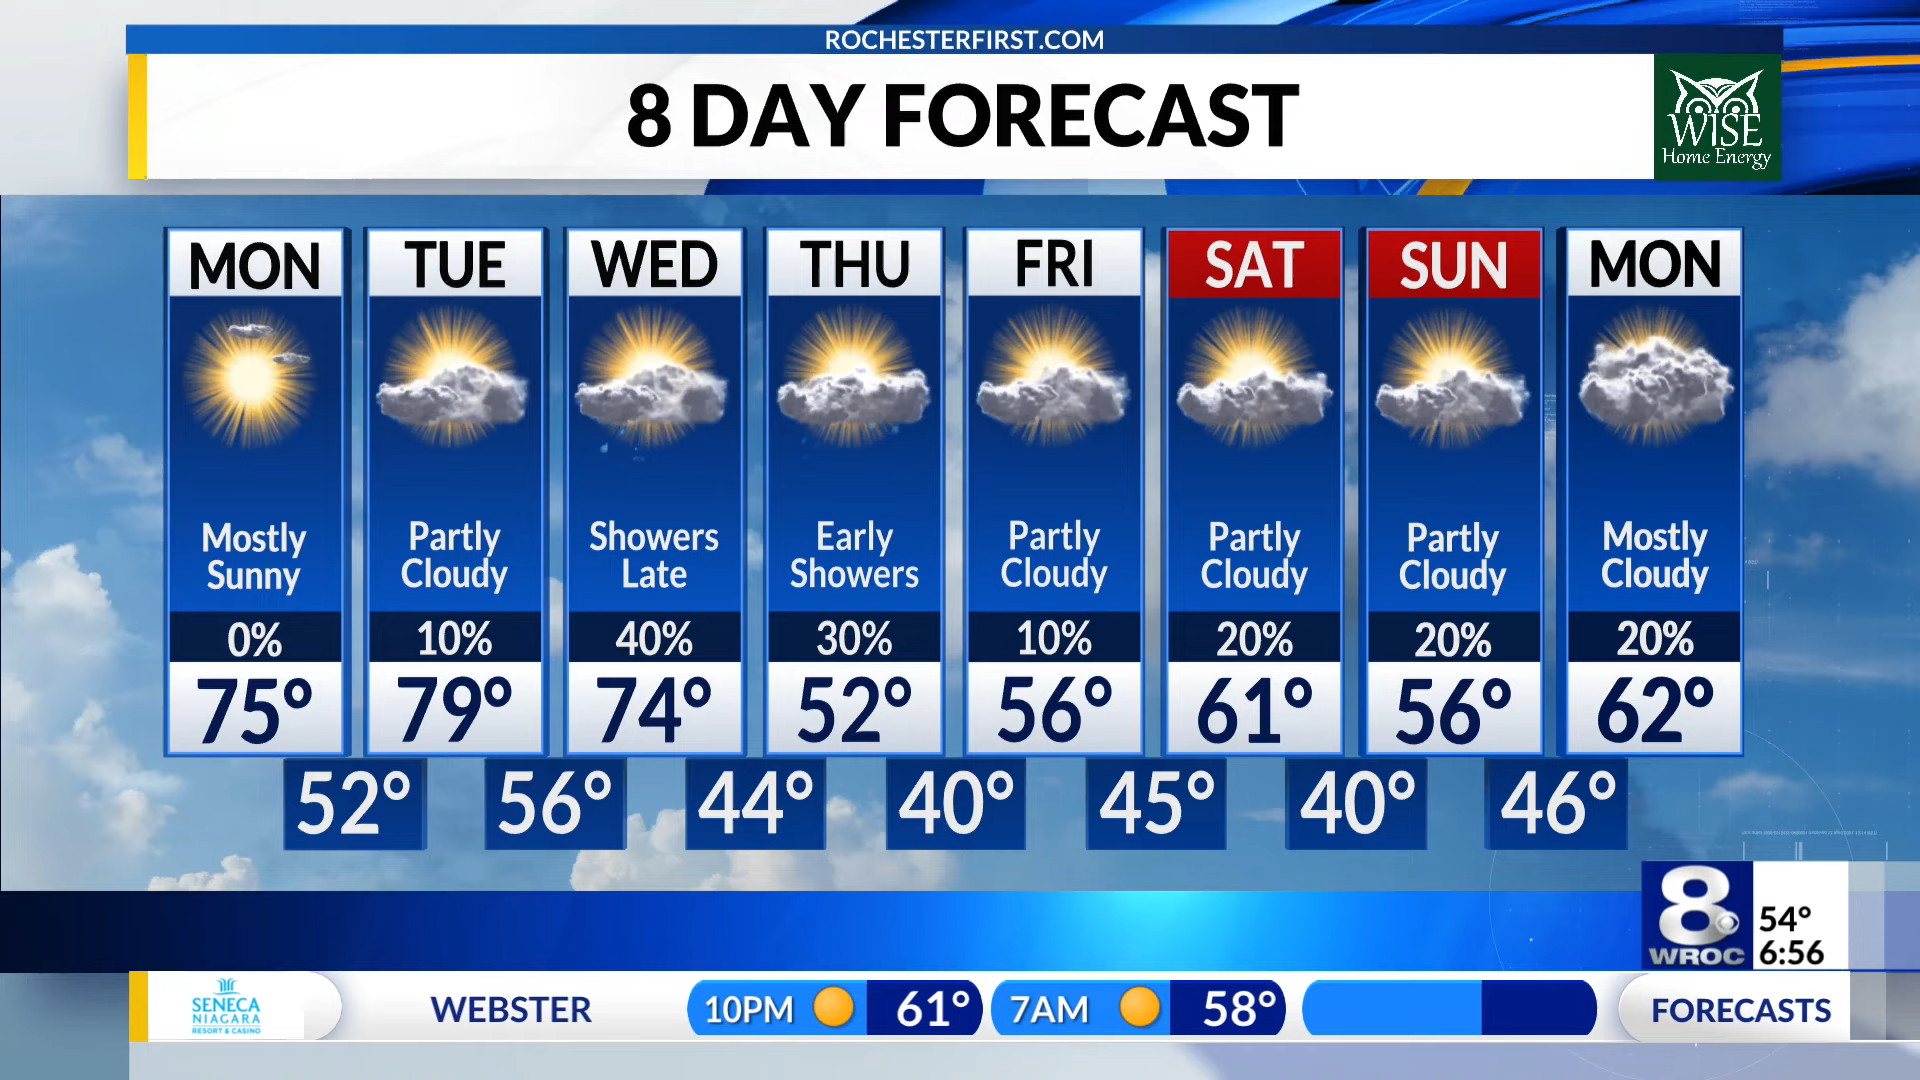 ROCHESTERFIRST.COM
8 DAY FORECAST
WISE
Home Energy
MON
TUE
WED
THU
FRI
SAT
SUN
MON
Mostly
Sunny
Partly
Cloudy
Showers
Late
Early
Showers
Partly
Cloudy
Partly
Cloudy
Partly
Cloudy
Mostly
Cloudy
0%
10%
40%
30%
10%
20%
20%
20%
75°
79°
74°
52°
56°
61°
56°
62°
52°
56°
44°
40°
45°
40°
46°
8
WROC
54°
6:56
SENECA
NIAGARA
RESORT & CASINO
WEBSTER
10PM
61°
7AM
58°
FORECASTS